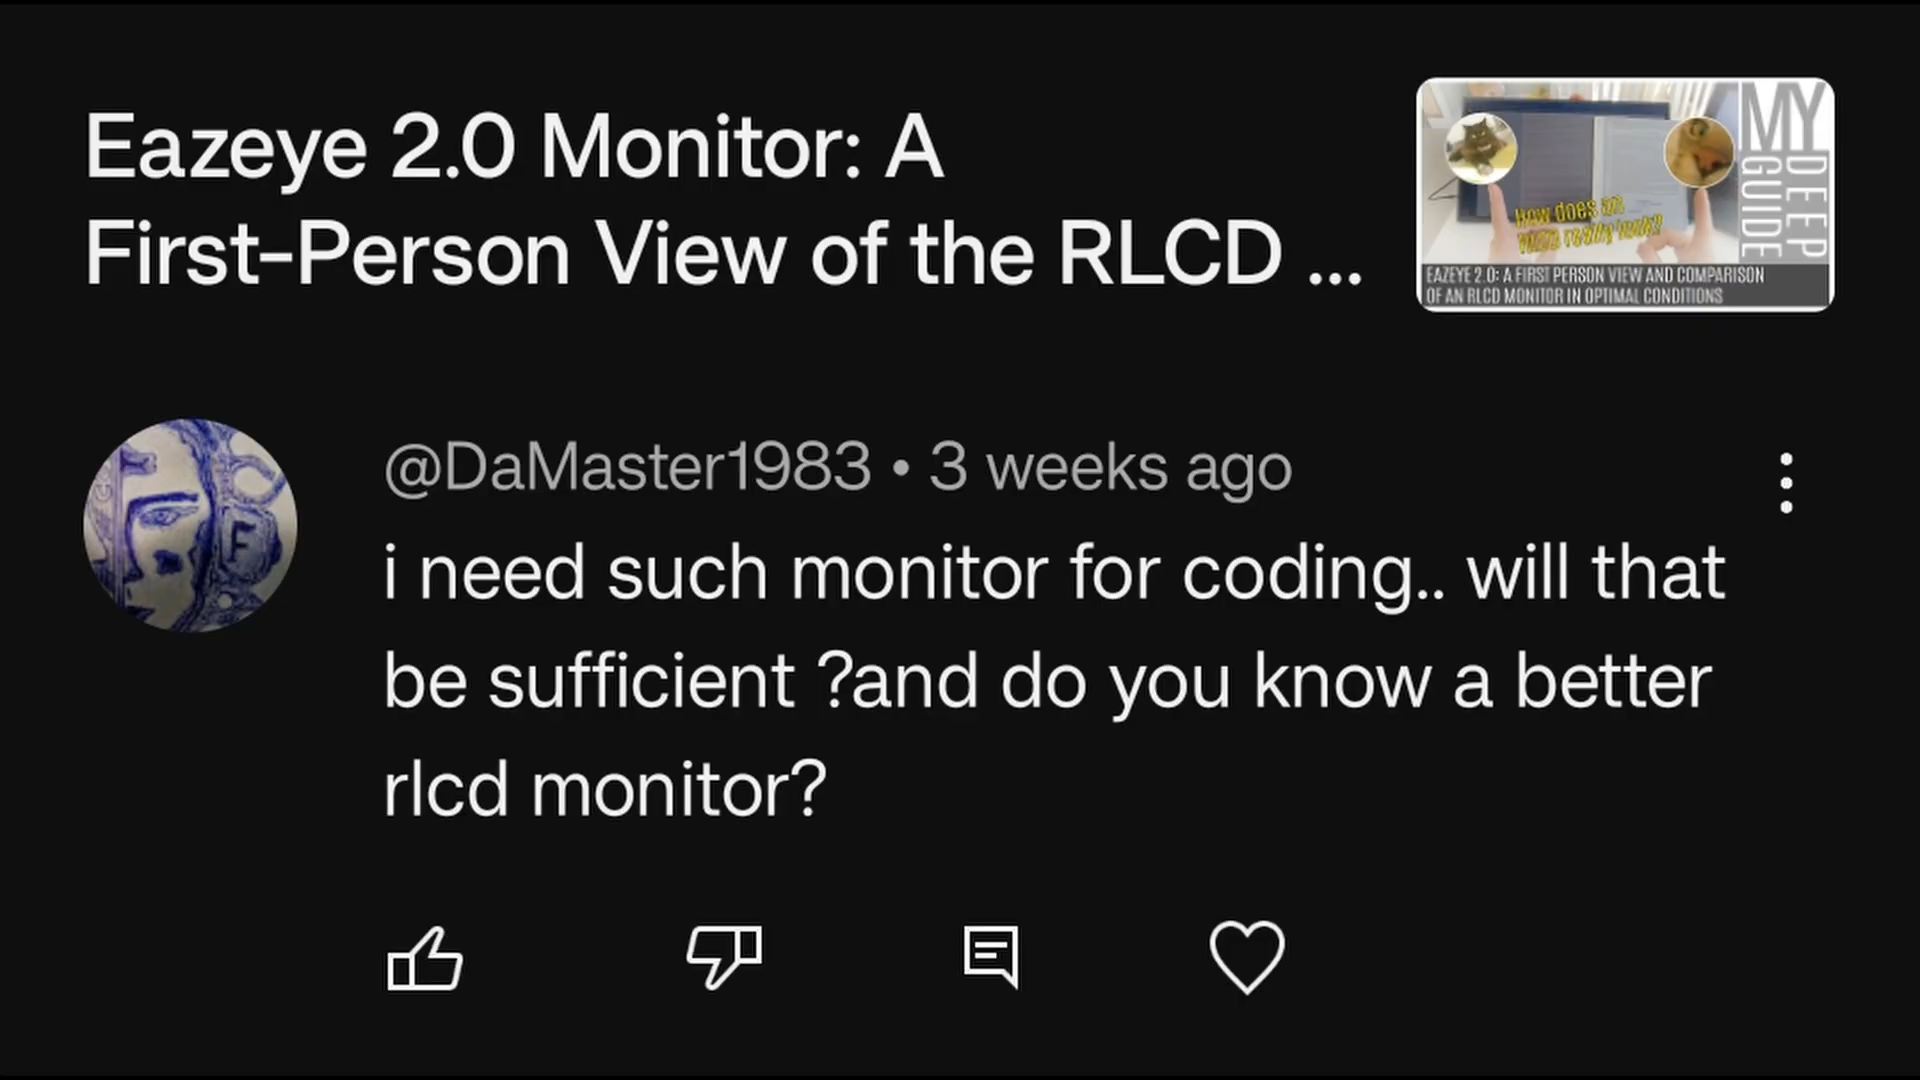 Eazeye 2.0 Monitor: A
First-Person View of the RLCD ...
MY
DEEP
GUIDE
How does an
really look?
EAZEYE 2.0: A FIRST PERSON VIEW AND COMPARISON
OF AN RLCD MONITOR IN OPTIMAL CONDITIONS
@DaMaster1983 • 3 weeks ago
i need such monitor for coding.. will that
be sufficient ?and do you know a better
rlcd monitor?